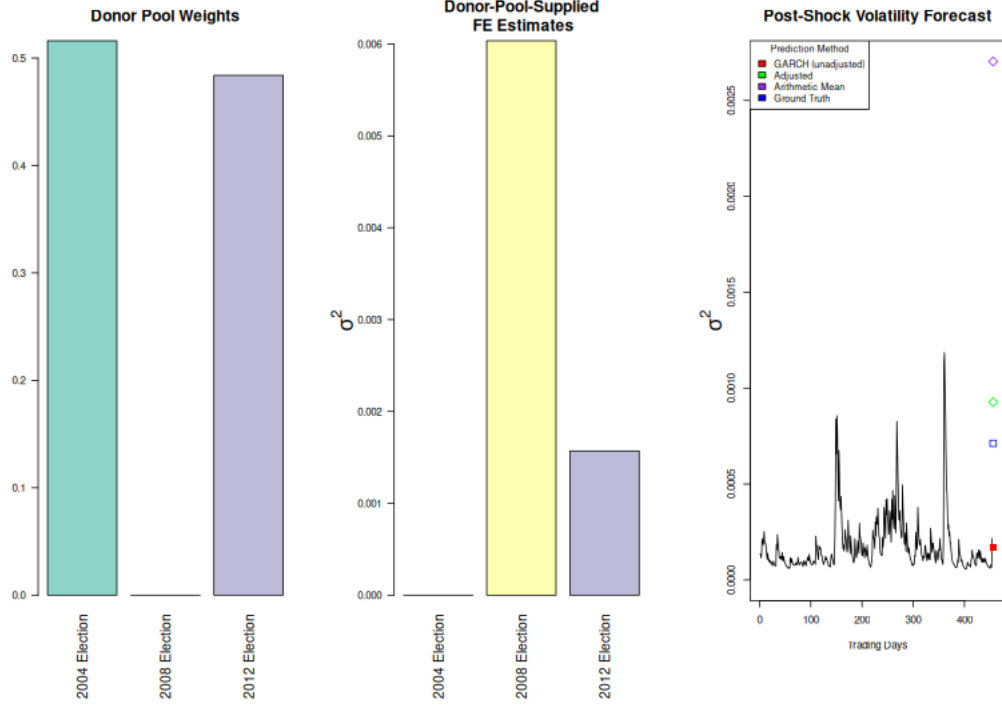 Donor Pool Weights
0.5
0.4
0.3
0.2
0.1
0.0
2004 Election
2008 Election
2012 Election
Donor-Pool-Supplied
FE Estimates
σ²
0.006
0.005
0.004
0.003
0.002
0.001
0.000
2004 Election
2008 Election
2012 Election
Post-Shock Volatility Forecast
Prediction Method
GARCH (unadjusted)
Adjusted
Arithmetic Mean
Ground Truth
σ²
0.0025
0.0020
0.0015
0.0010
0.0005
0.0000
0
100
200
300
400
Trading Days